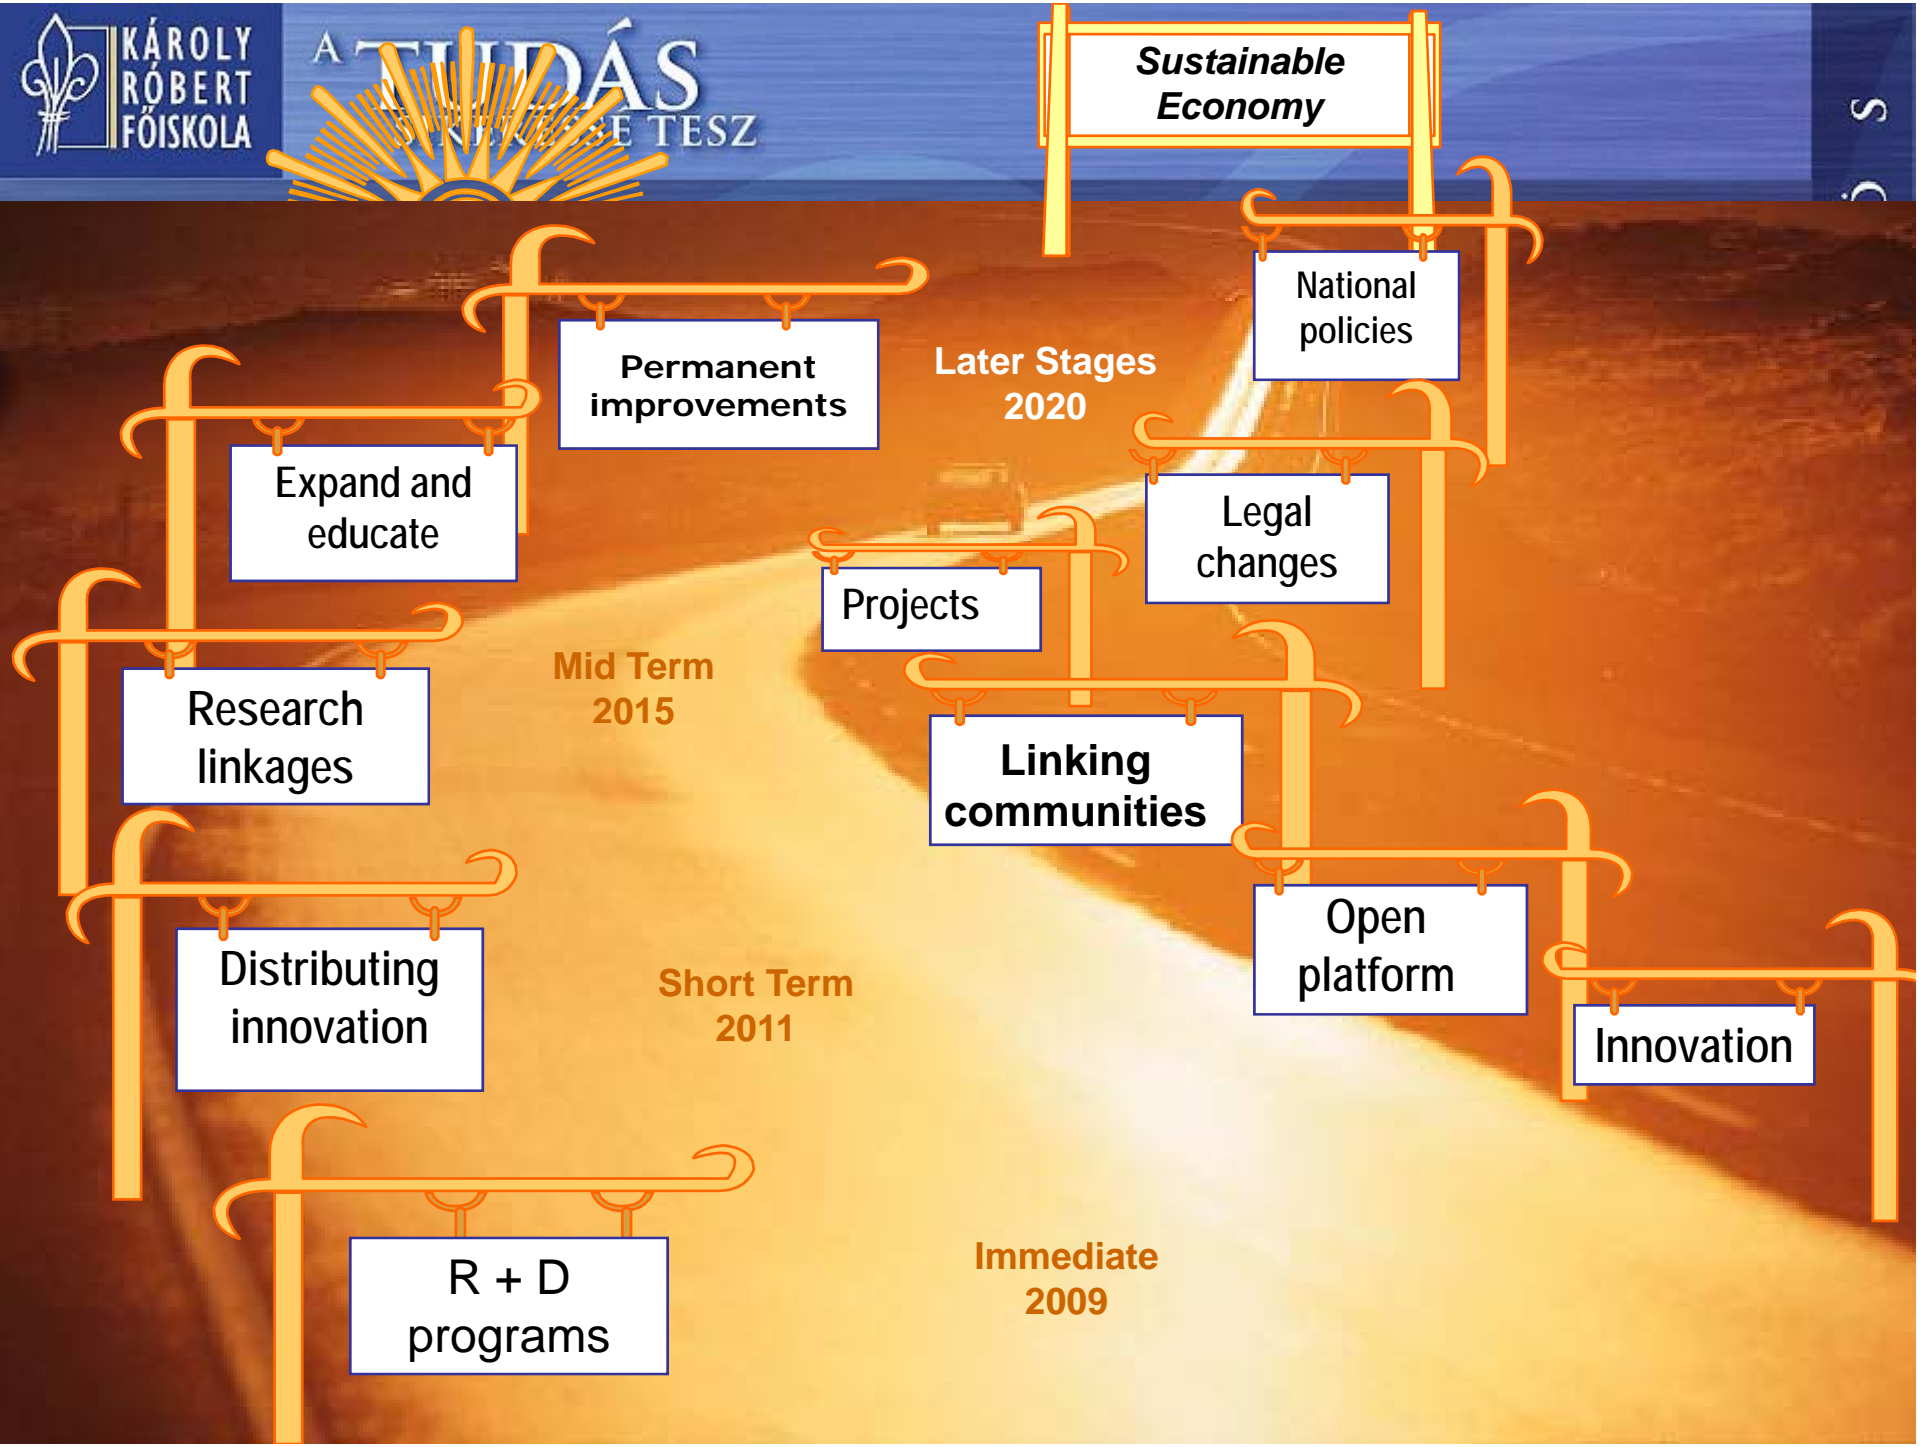 KÁROLY
RÓBERT
FŐISKOLA
A TUDÁS
TESZ
Sustainable
Economy
National
policies
Permanent
improvements
Later Stages
2020
Expand and
educate
Legal
changes
Projects
Mid Term
2015
Research
linkages
Linking
communities
Open
platform
Distributing
innovation
Short Term
2011
Innovation
R + D
programs
Immediate
2009